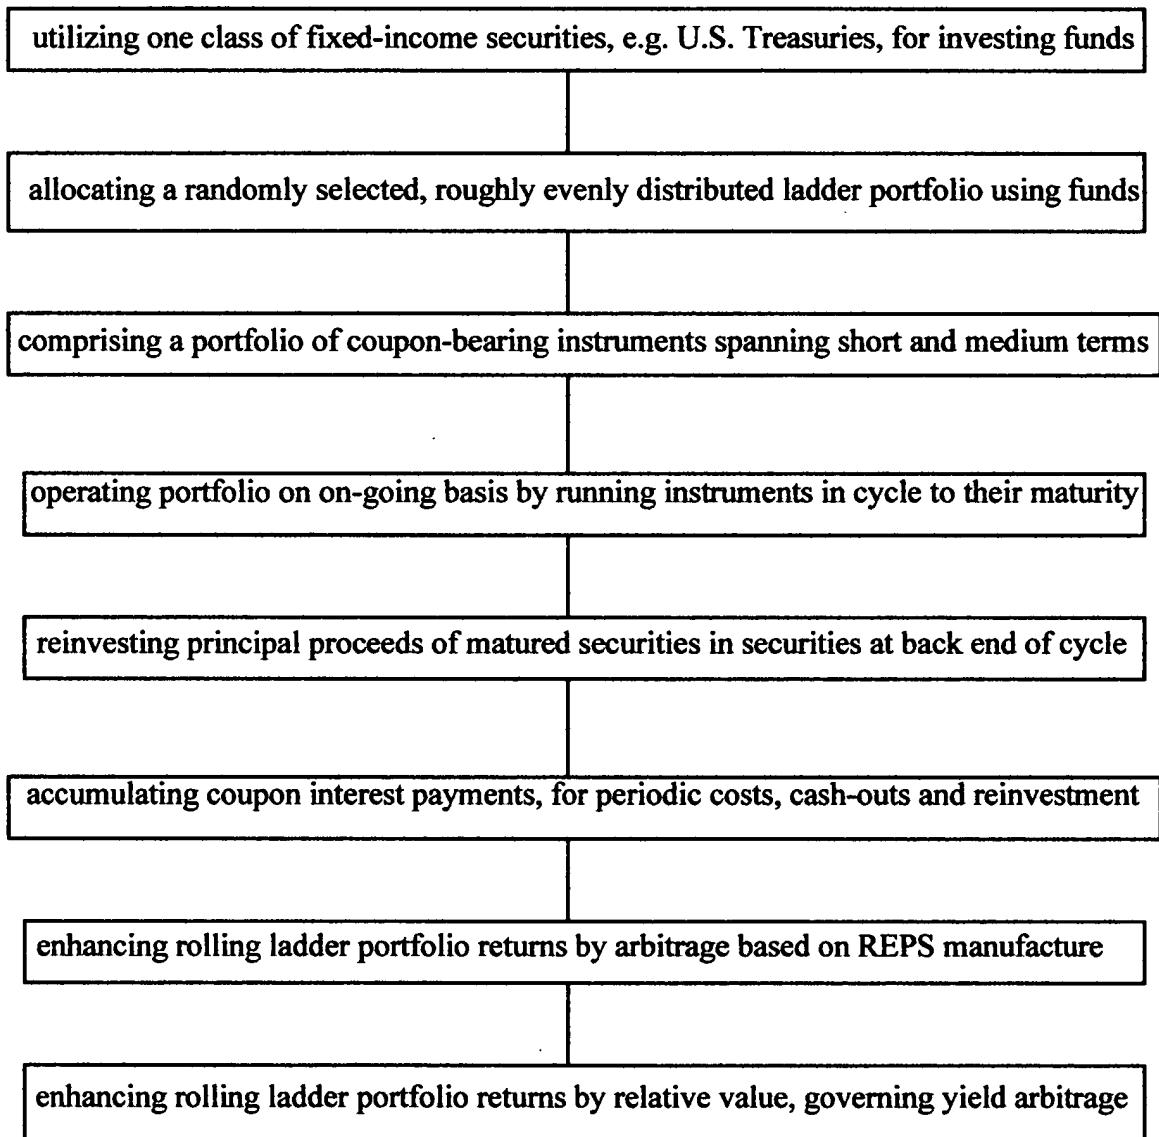 utilizing one class of fixed-income securities, e.g. U.S. Treasuries, for investing funds
allocating a randomly selected, roughly evenly distributed ladder portfolio using funds
comprising a portfolio of coupon-bearing instruments spanning short and medium terms
operating portfolio on on-going basis by running instruments in cycle to their maturity
reinvesting principal proceeds of matured securities in securities at back end of cycle
accumulating coupon interest payments, for periodic costs, cash-outs and reinvestment
enhancing rolling ladder portfolio returns by arbitrage based on REPS manufacture
enhancing rolling ladder portfolio returns by relative value, governing yield arbitrage